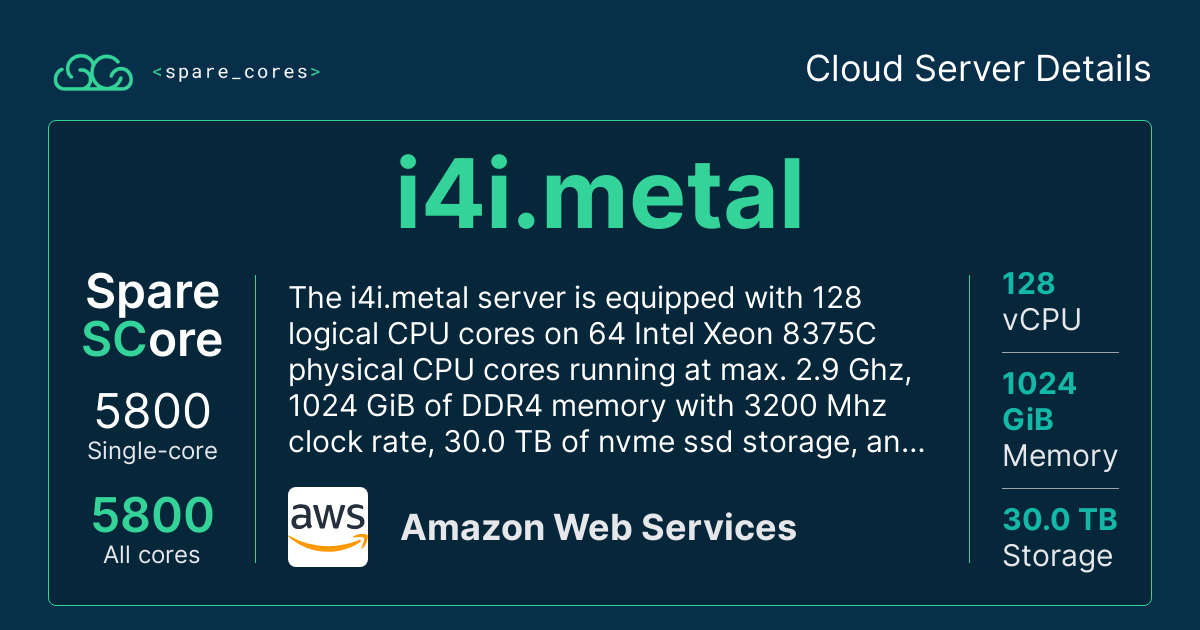 <spare_cores>
Cloud Server Details
i4i.metal
Spare
SCore
5800
Single-core
5800
All cores
The i4i.metal server is equipped with 128
logical CPU cores on 64 Intel Xeon 8375C
physical CPU cores running at max. 2.9 Ghz,
1024 GiB of DDR4 memory with 3200 Mhz
clock rate, 30.0 TB of nvme ssd storage, an...
aws
Amazon Web Services
128
vCPU
1024
GiB
Memory
30.0 TB
Storage